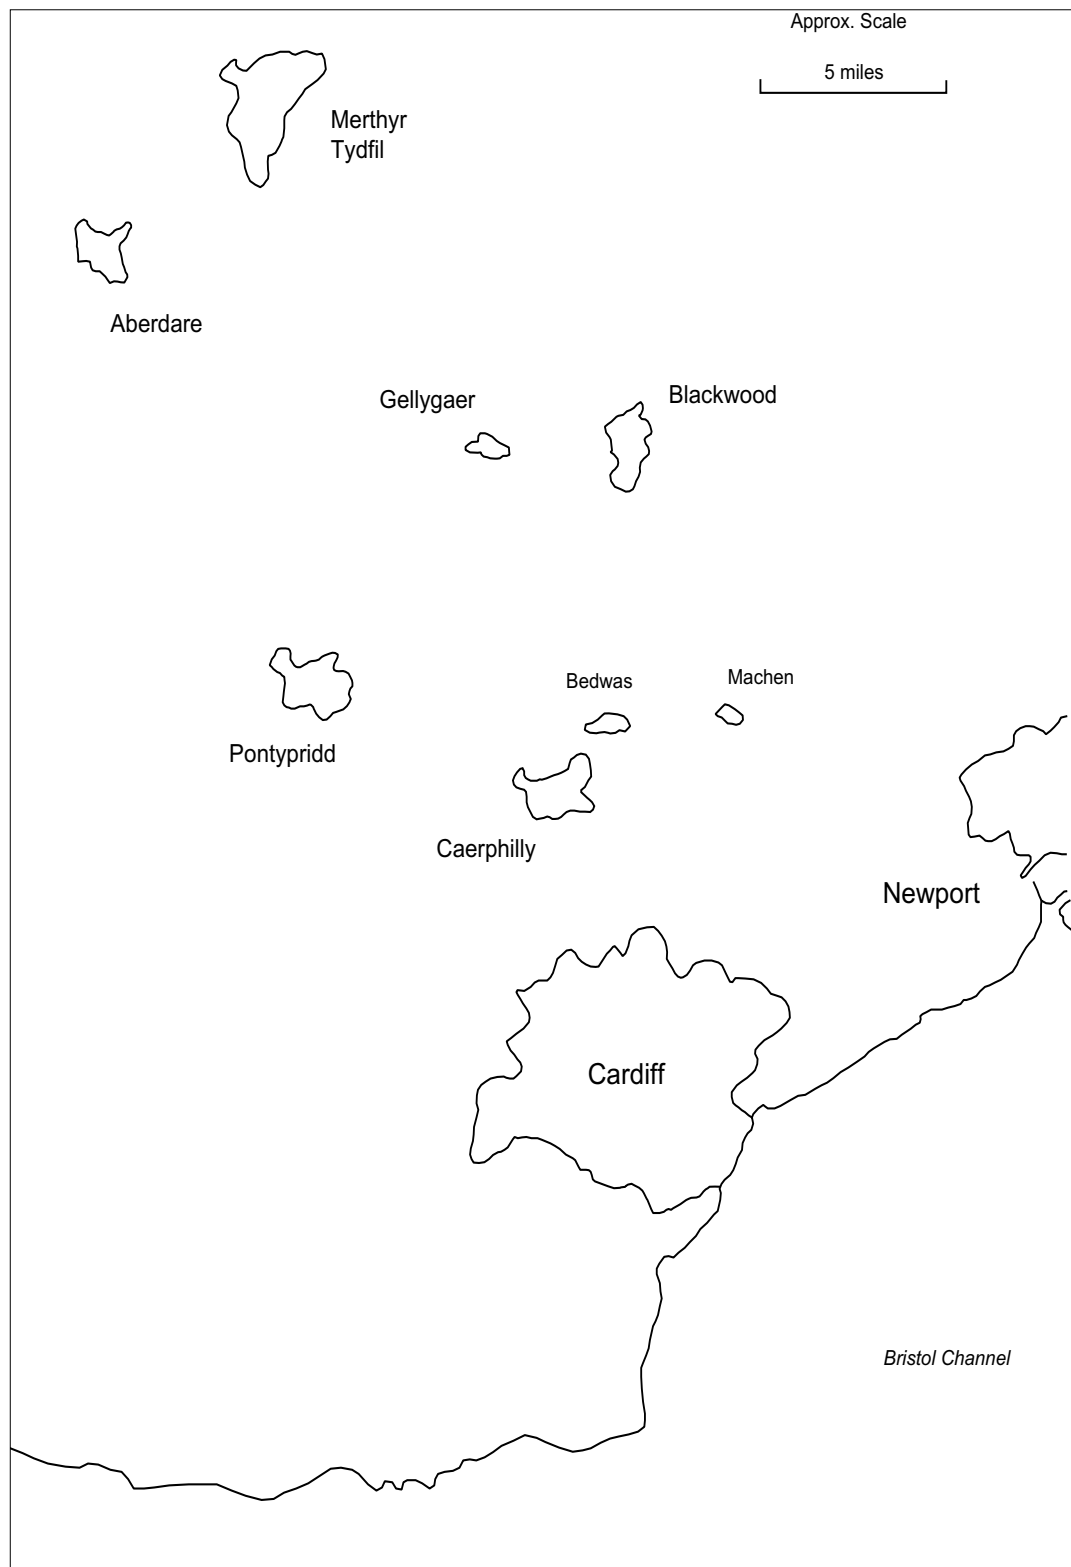 Approx. Scale
5 miles
Merthyr
Tydfil
Aberdare
Gellygaer
Blackwood
Bedwas
Machen
Pontypridd
Caerphilly
Newport
Cardiff
Bristol Channel